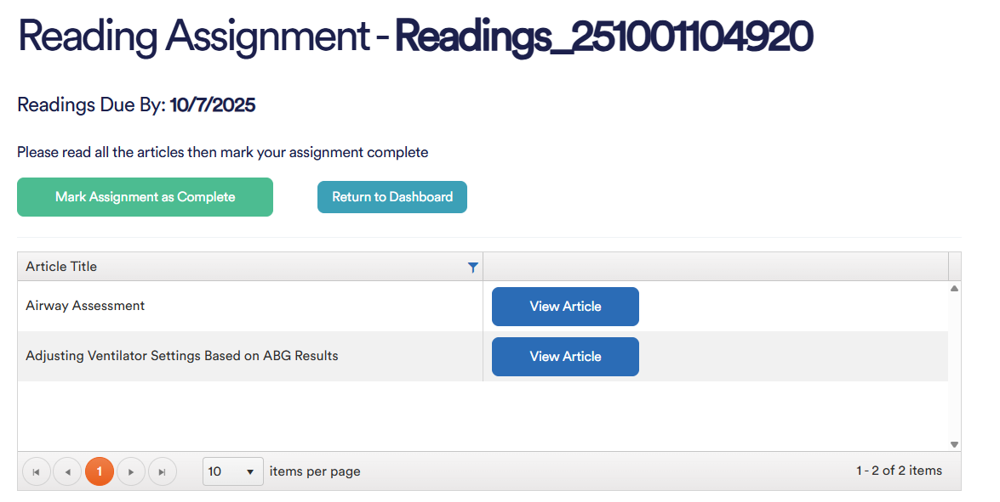 Reading Assignment - Readings_251001104920
Readings Due By: 10/7/2025
Please read all the articles then mark your assignment complete
Mark Assignment as Complete Return to Dashboard
Article Title
Airway Assessment View Article
Adjusting Ventilator Settings Based on ABG Results View Article
1 10 items per page 1 - 2 of 2 items